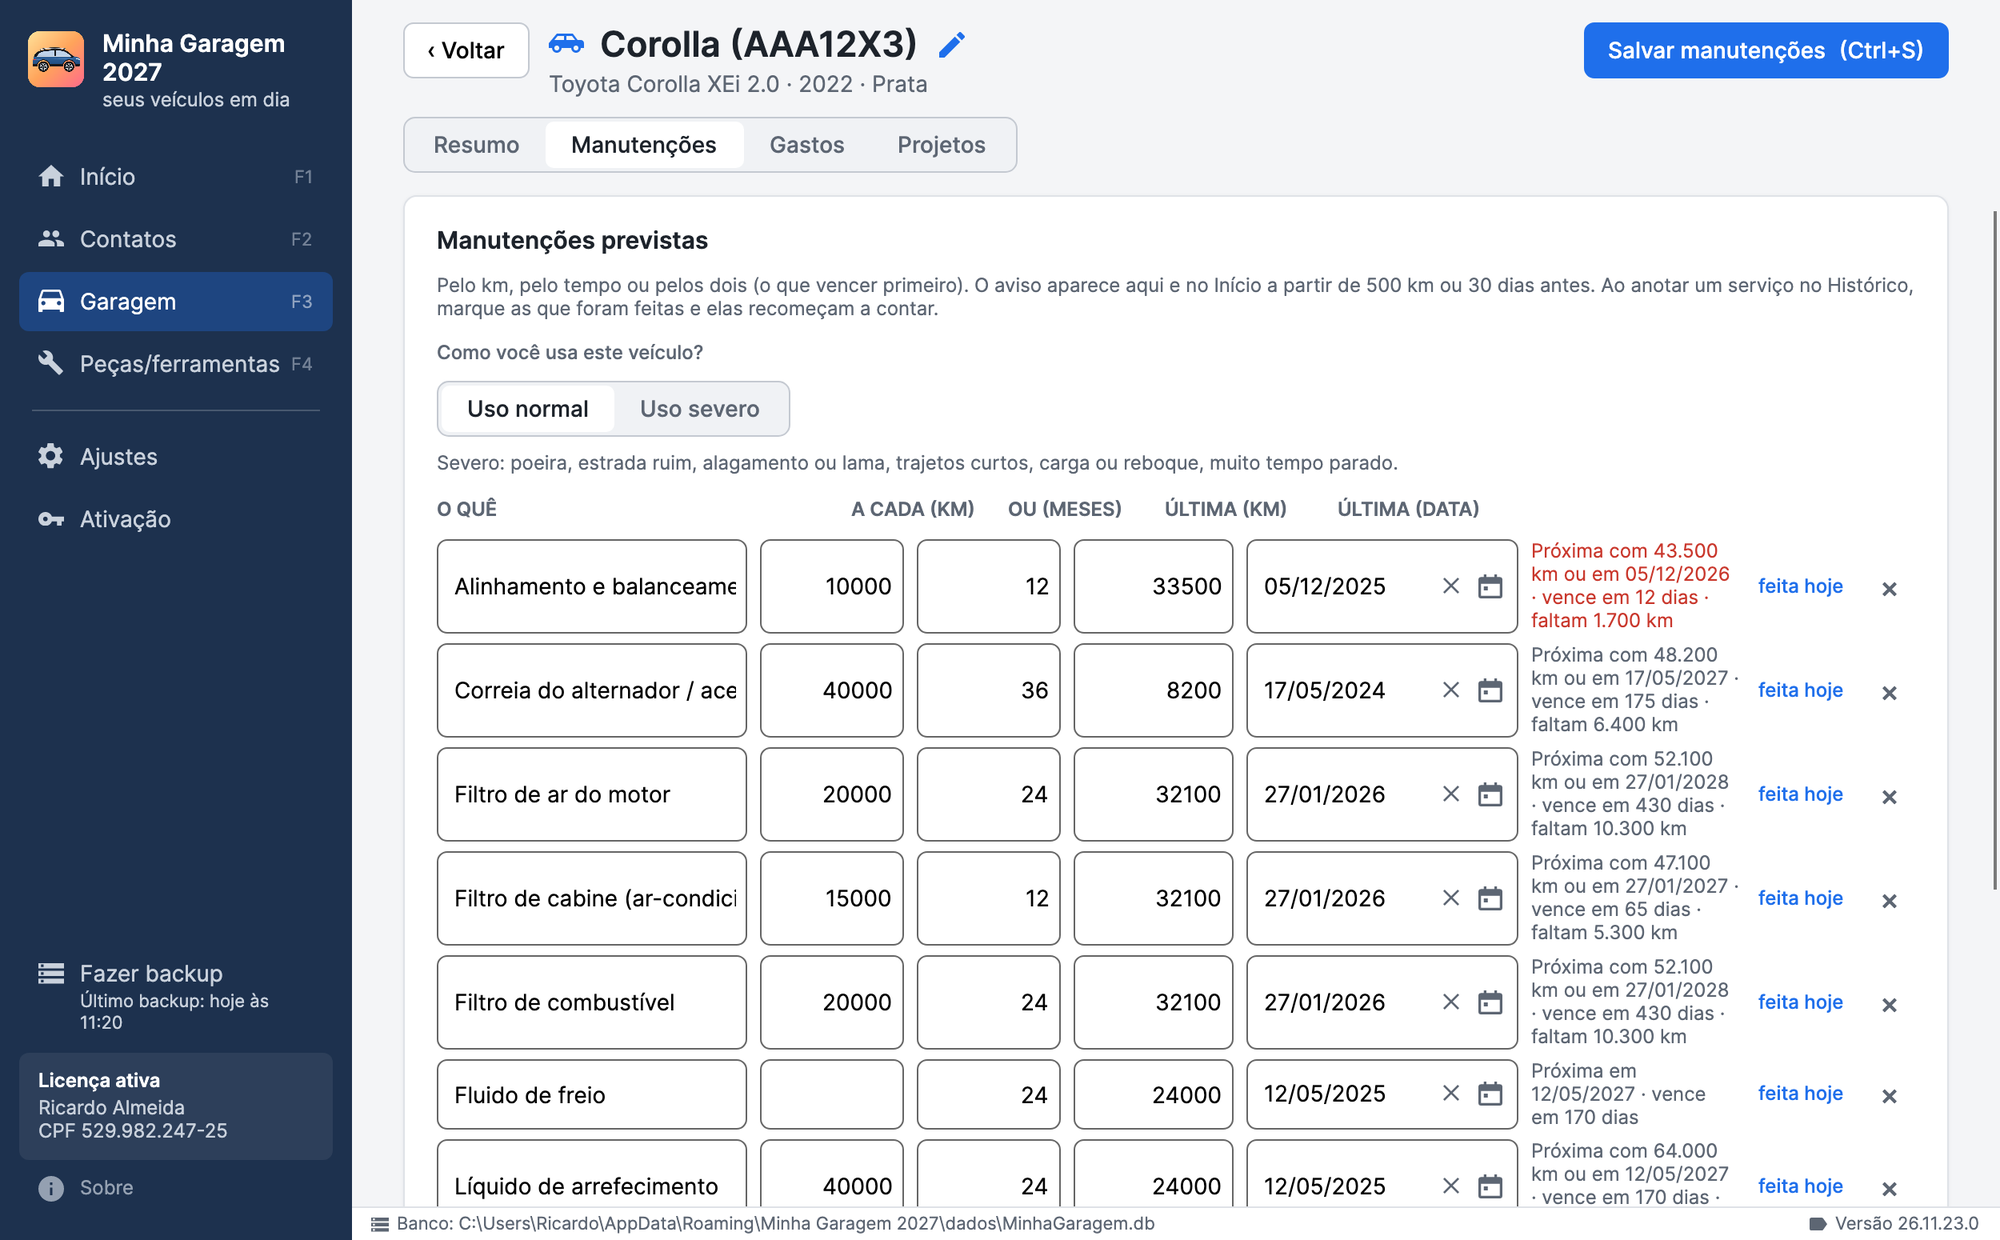 Minha Garagem
2027
seus veículos em dia
Início F1
Contatos F2
Garagem F3
Peças/ferramentas F4
Ajustes
Ativação
Fazer backup
Último backup: hoje às
11:20
Licença ativa
Ricardo Almeida
CPF 529.982.247-25
Sobre
‹ Voltar
Corolla (AAA12X3)
Toyota Corolla XEi 2.0 · 2022 · Prata
Salvar manutenções (Ctrl+S)
Resumo Manutenções Gastos Projetos
Manutenções previstas
Pelo km, pelo tempo ou pelos dois (o que vencer primeiro). O aviso aparece aqui e no Início a partir de 500 km ou 30 dias antes. Ao anotar um serviço no Histórico,
marque as que foram feitas e elas recomeçam a contar.
Como você usa este veículo?
Uso normal Uso severo
Severo: poeira, estrada ruim, alagamento ou lama, trajetos curtos, carga ou reboque, muito tempo parado.
O QUÊ A CADA (KM) OU (MESES) ÚLTIMA (KM) ÚLTIMA (DATA)
Alinhamento e balanceame 10000 12 33500 05/12/2025
Próxima com 43.500
km ou em 05/12/2026
· vence em 12 dias ·
faltam 1.700 km
feita hoje
Correia do alternador / ace 40000 36 8200 17/05/2024
Próxima com 48.200
km ou em 17/05/2027 ·
vence em 175 dias ·
faltam 6.400 km
feita hoje
Filtro de ar do motor 20000 24 32100 27/01/2026
Próxima com 52.100
km ou em 27/01/2028
· vence em 430 dias ·
faltam 10.300 km
feita hoje
Filtro de cabine (ar-condici 15000 12 32100 27/01/2026
Próxima com 47.100
km ou em 27/01/2027 ·
vence em 65 dias ·
faltam 5.300 km
feita hoje
Filtro de combustível 20000 24 32100 27/01/2026
Próxima com 52.100
km ou em 27/01/2028
· vence em 430 dias ·
faltam 10.300 km
feita hoje
Fluido de freio 24 24000 12/05/2025
Próxima em
12/05/2027 · vence
em 170 dias
feita hoje
Líquido de arrefecimento 40000 24 24000 12/05/2025
Próxima com 64.000
km ou em 12/05/2027
· vence em 170 dias ·
feita hoje
Banco: C:\Users\Ricardo\AppData\Roaming\Minha Garagem 2027\dados\MinhaGaragem.db
Versão 26.11.23.0